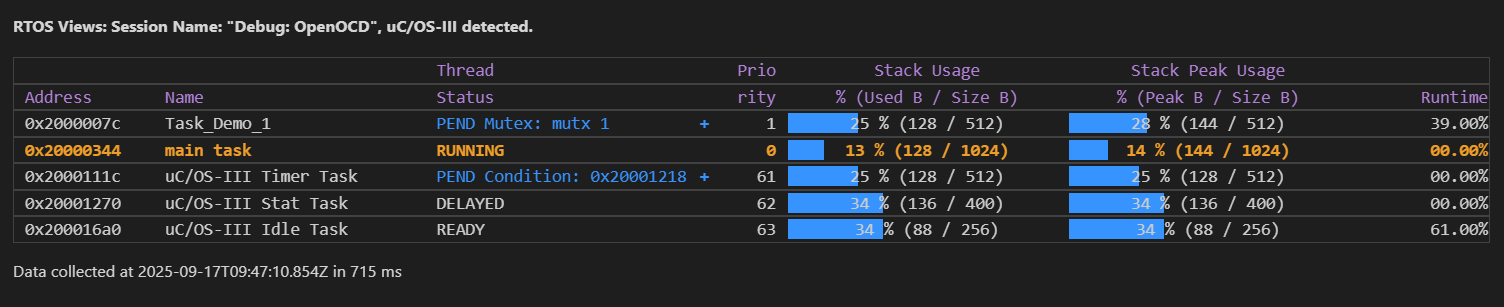 RTOS Views: Session Name: "Debug: OpenOCD", uC/OS-III detected.
Thread Prio Stack Usage Stack Peak Usage
Address Name Status rity % (Used B / Size B) % (Peak B / Size B) Runtime
0x2000007c Task_Demo_1 PEND Mutex: mutx 1 + 1 25 % (128 / 512) 28 % (144 / 512) 39.00%
0x20000344 main task RUNNING 0 13 % (128 / 1024) 14 % (144 / 1024) 00.00%
0x2000111c uC/OS-III Timer Task PEND Condition: 0x20001218 + 61 25 % (128 / 512) 25 % (128 / 512) 00.00%
0x20001270 uC/OS-III Stat Task DELAYED 62 34 % (136 / 400) 34 % (136 / 400) 00.00%
0x200016a0 uC/OS-III Idle Task READY 63 34 % (88 / 256) 34 % (88 / 256) 61.00%
Data collected at 2025-09-17T09:47:10.854Z in 715 ms